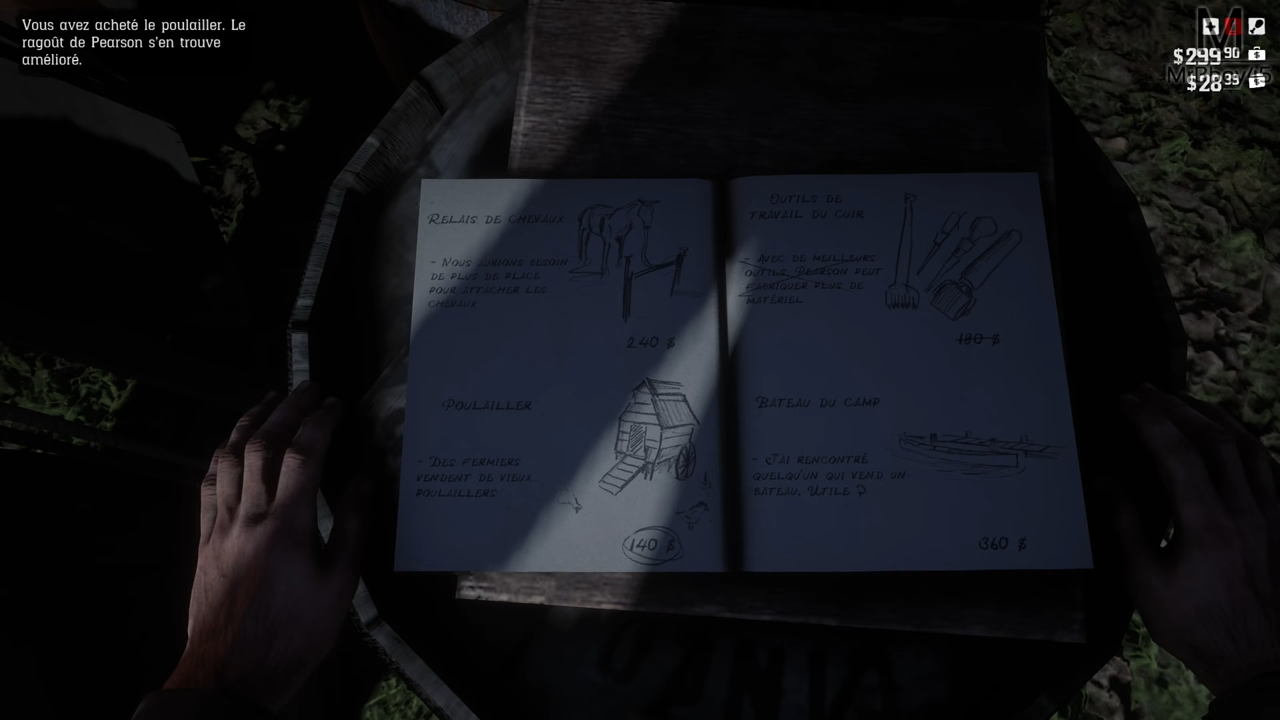 Vous avez acheté le poulailler. Le
ragoût de Pearson s'en trouve
amélioré.
$299 90
$28 39
RELAIS DE CHEVAUX
- NOUS AURIONS BESOIN
DE PLUS DE PLACE
POUR ATTACHER LES
CHEVAUX
240 $
POULAILLER
- DES FERMIERS
VENDENT DE VIEUX
POULAILLERS
140 $
OUTILS DE
TRAVAIL DU CUIR
- AVEC DE MEILLEURS
OUTILS, PEARSON PEUT
FABRIQUER PLUS DE
MATÉRIEL
180 $
BATEAU DU CAMP
- J'AI RENCONTRÉ
QUELQU'UN QUI VEND UN
BATEAU, UTILE ?
360 $